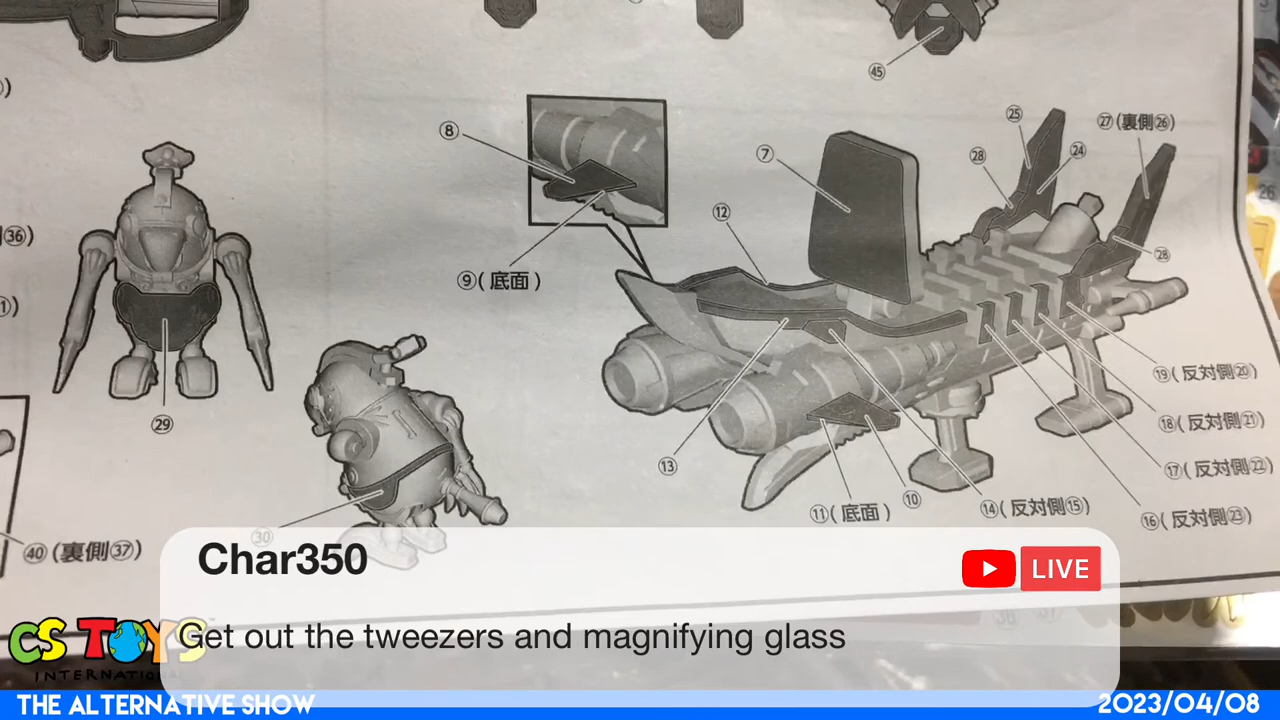 ㊺
⑧
⑦
㉕
㉗(裏側㉖)
㉘
㉔
⑫
㊱)
⑨(底面)
㉘
1)
⑲(反対側⑳)
㉙
⑱(反対側㉑)
⑬
⑰(反対側㉒)
⑩
⑪(底面)
⑭(反対側⑮)
⑯(反対側㉓)
㉚
㊵(裏側㊲)
Char350
LIVE
Get out the tweezers and magnifying glass
CS TOYS
INTERNATIONAL
THE ALTERNATIVE SHOW
2023/04/08